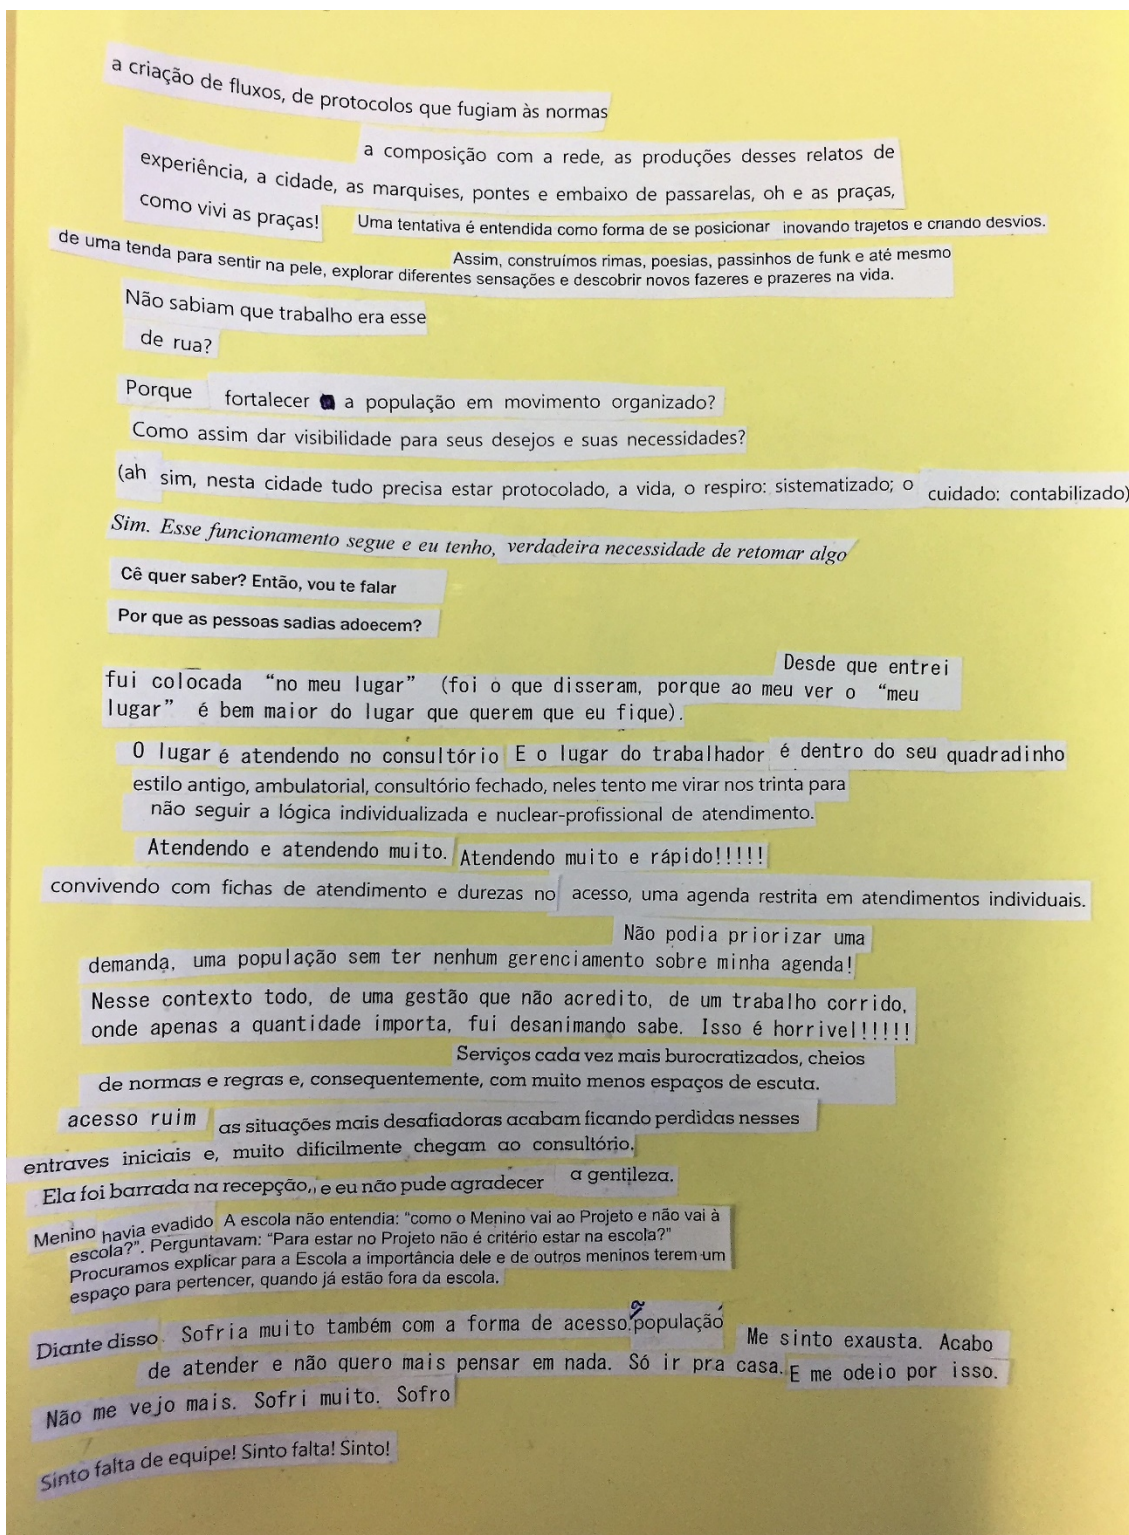 a criação de fluxos, de protocolos que fugiam às normas
a composição com a rede, as produções desses relatos de
experiência, a cidade, as marquises, pontes e embaixo de passarelas, oh e as praças,
como vivi as praças! Uma tentativa é entendida como forma de se posicionar inovando trajetos e criando desvios.
Assim, construímos rimas, poesias, passinhos de funk e até mesmo
de uma tenda para sentir na pele, explorar diferentes sensações e descobrir novos fazeres e prazeres na vida.
Não sabiam que trabalho era esse
de rua?
Porque fortalecer a população em movimento organizado?
Como assim dar visibilidade para seus desejos e suas necessidades?
(ah sim, nesta cidade tudo precisa estar protocolado, a vida, o respiro: sistematizado; o cuidado: contabilizado)
Sim. Esse funcionamento segue e eu tenho, verdadeira necessidade de retomar algo
Cê quer saber? Então, vou te falar
Por que as pessoas sadias adoecem?
Desde que entrei
fui colocada “no meu lugar” (foi o que disseram, porque ao meu ver o “meu
lugar” é bem maior do lugar que querem que eu fique).
O lugar é atendendo no consultório E o lugar do trabalhador é dentro do seu quadradinho
estilo antigo, ambulatorial, consultório fechado, neles tento me virar nos trinta para
não seguir a lógica individualizada e nuclear-profissional de atendimento.
Atendendo e atendendo muito. Atendendo muito e rápido!!!!!
convivendo com fichas de atendimento e durezas no acesso, uma agenda restrita em atendimentos individuais.
Não podia priorizar uma
demanda, uma população sem ter nenhum gerenciamento sobre minha agenda!
Nesse contexto todo, de uma gestão que não acredito, de um trabalho corrido,
onde apenas a quantidade importa, fui desanimando sabe. Isso é horrivel!!!!!
Serviços cada vez mais burocratizados, cheios
de normas e regras e, consequentemente, com muito menos espaços de escuta.
acesso ruim as situações mais desafiadoras acabam ficando perdidas nesses
entraves iniciais e, muito dificilmente chegam ao consultório.
Ela foi barrada na recepção,, e eu não pude agradecer a gentileza.
Menino havia evadido A escola não entendia: “como o Menino vai ao Projeto e não vai à
escola?”. Perguntavam: “Para estar no Projeto não é critério estar na escola?”
Procuramos explicar para a Escola a importância dele e de outros meninos terem um
espaço para pertencer, quando já estão fora da escola.
Diante disso Sofria muito também com a forma de acesso. da população Me sinto exausta. Acabo
de atender e não quero mais pensar em nada. Só ir pra casa. E me odeio por isso.
Não me vejo mais. Sofri muito. Sofro
Sinto falta de equipe! Sinto falta! Sinto!